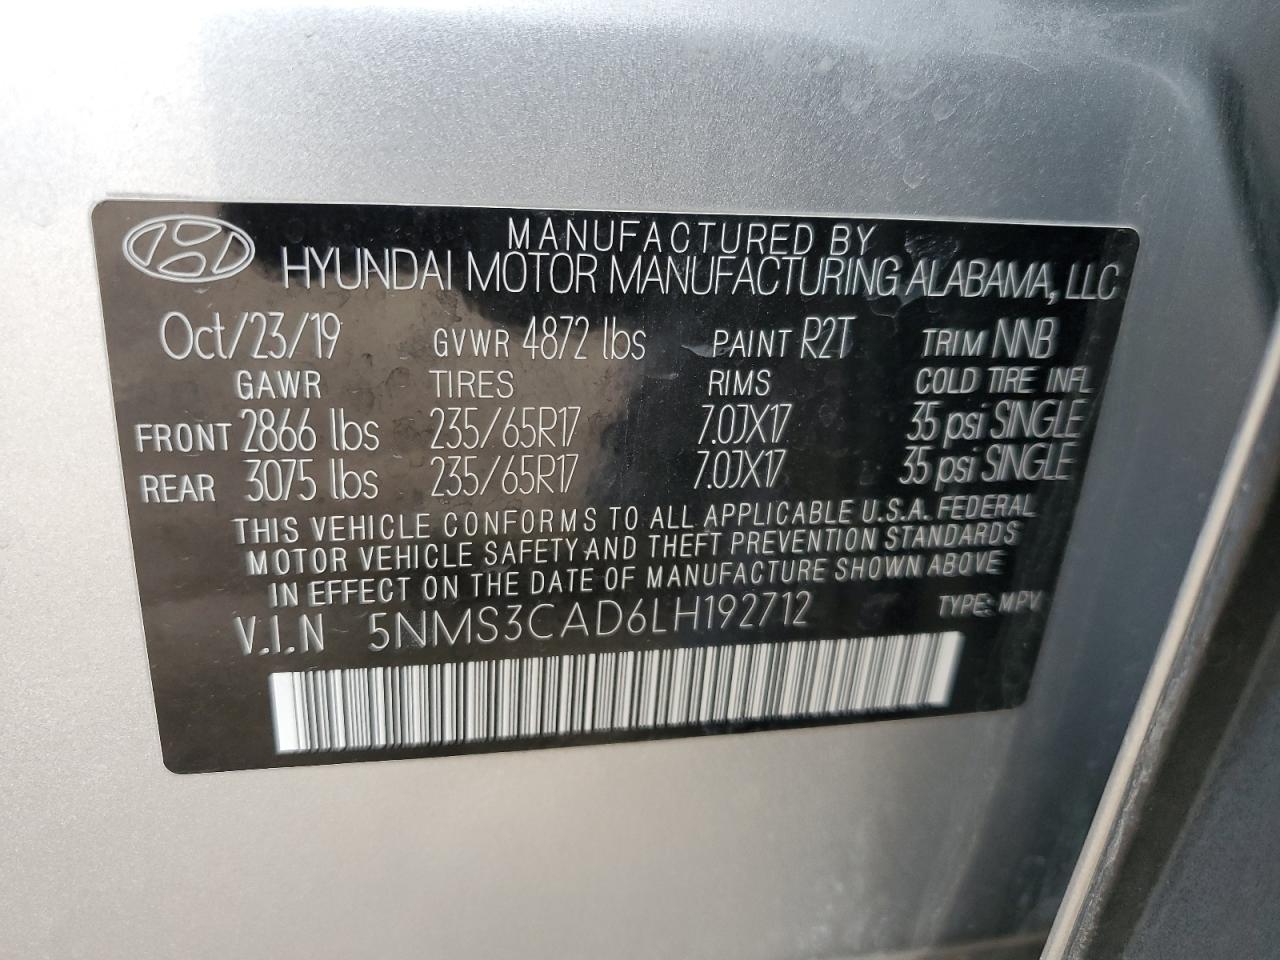 MANUFACTURED BY
HYUNDAI MOTOR MANUFACTURING ALABAMA, LLC
Oct/23/19 GVWR 4872 lbs PAINT R2T TRIM NNB
GAWR TIRES RIMS COLD TIRE INFL
FRONT 2866 lbs 235/65R17 7.0JX17 35 psi SINGLE
REAR 3075 lbs 235/65R17 7.0JX17 35 psi SINGLE
THIS VEHICLE CONFORMS TO ALL APPLICABLE U.S.A. FEDERAL
MOTOR VEHICLE SAFETY AND THEFT PREVENTION STANDARDS
IN EFFECT ON THE DATE OF MANUFACTURE SHOWN ABOVE
V.I.N 5NMS3CAD6LH192712 TYPE: MPV